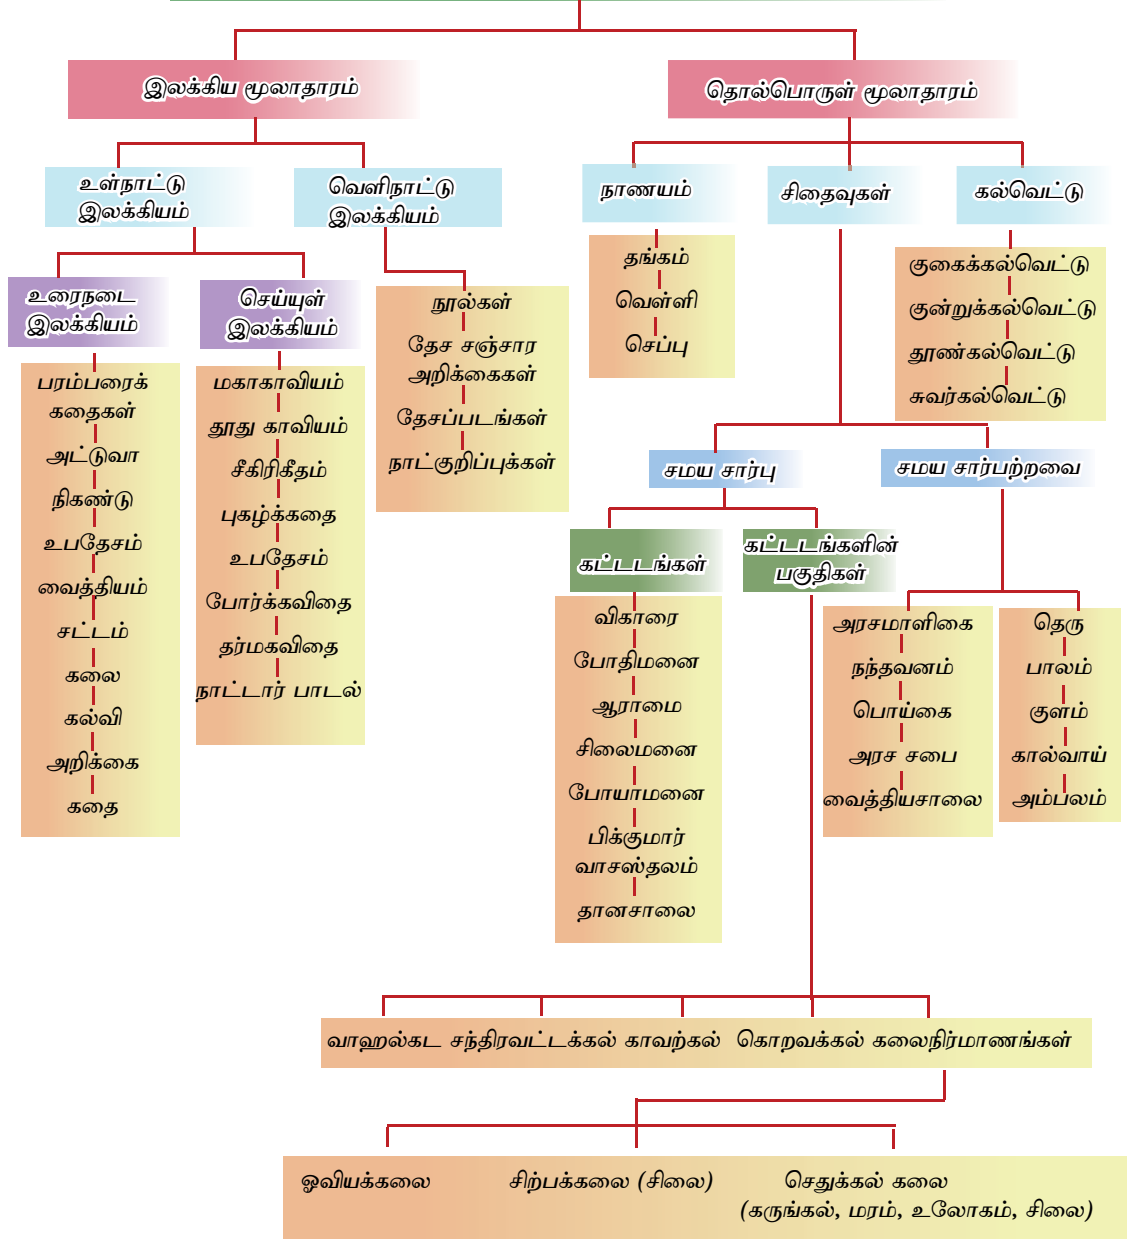 இலக்கிய மூலாதாரம்
தொல்பொருள் மூலாதாரம்
உள்நாட்டு
இலக்கியம்
வெளிநாட்டு
இலக்கியம்
நாணயம்
சிதைவுகள்
கல்வெட்டு
உரைநடை
இலக்கியம்
செய்யுள்
இலக்கியம்
பரம்பரைக்
கதைகள்
அட்டுவா
நிகண்டு
உபதேசம்
வைத்தியம்
சட்டம்
கலை
கல்வி
அறிக்கை
கதை
மகாகாவியம்
தூது காவியம்
சீகிரிகீதம்
புகழ்க்கதை
உபதேசம்
போர்க்கவிதை
தர்மகவிதை
நாட்டார் பாடல்
நூல்கள்
தேச சஞ்சார
அறிக்கைகள்
தேசப்படங்கள்
நாட்குறிப்புக்கள்
தங்கம்
வெள்ளி
செப்பு
குகைக்கல்வெட்டு
குன்றுக்கல்வெட்டு
தூண்கல்வெட்டு
சுவர்கல்வெட்டு
சமய சார்பு
சமய சார்பற்றவை
கட்டடங்கள்
கட்டடங்களின்
பகுதிகள்
விகாரை
போதிமனை
ஆராமை
சிலைமனை
போயாமனை
பிக்குமார்
வாசஸ்தலம்
தானசாலை
அரசமாளிகை
நந்தவனம்
பொய்கை
அரச சபை
வைத்தியசாலை
தெரு
பாலம்
குளம்
கால்வாய்
அம்பலம்
வாஹல்கட சந்திரவட்டக்கல் காவற்கல் கொறவக்கல் கலைநிர்மாணங்கள்
ஓவியக்கலை
சிற்பக்கலை (சிலை)
செதுக்கல் கலை
(கருங்கல், மரம், உலோகம், சிலை)